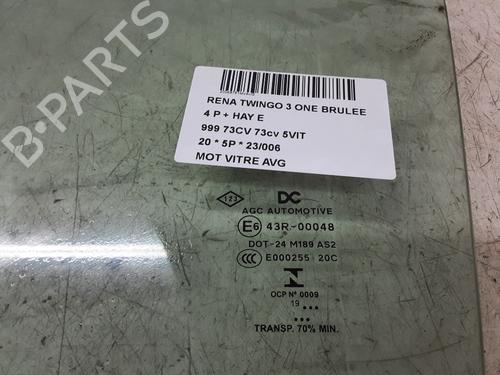 B-PARTS
RENA TWINGO 3 ONE BRULEE
4 P + HAY E
999 73CV 73cv 5VIT
20 * 5P * 23/006
MOT VITRE AVG
123 DC
AGC AUTOMOTIVE
E6 43R-00048
DOT-24 M189 AS2
CCC E000255 20C
N
OCP Nº 0009
19 ...
...
TRANSP. 70% MIN.